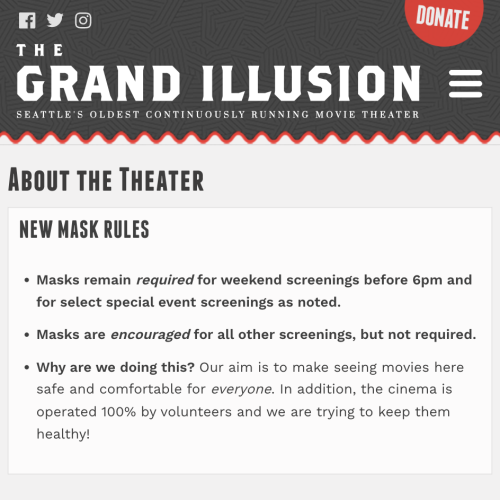 DONATE
THE
GRAND ILLUSION
SEATTLE'S OLDEST CONTINUOUSLY RUNNING MOVIE THEATER
ABOUT THE THEATER
NEW MASK RULES
• Masks remain required for weekend screenings before 6pm and
for select special event screenings as noted.
• Masks are encouraged for all other screenings, but not required.
• Why are we doing this? Our aim is to make seeing movies here
safe and comfortable for everyone. In addition, the cinema is
operated 100% by volunteers and we are trying to keep them
healthy!